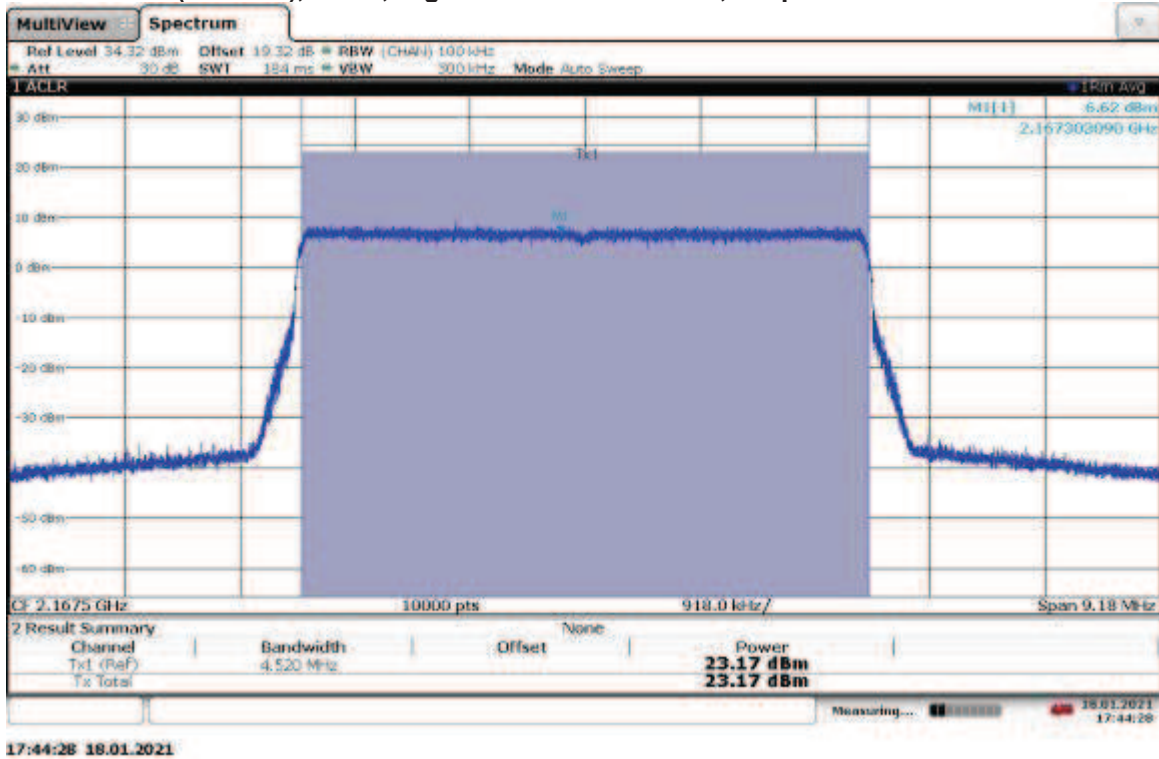 MultiView Spectrum
Ref Level 34.32 dBm Offset 19.32 dB RBW (CHAN) 100 kHz
Att 30 dB SWT 184 ms VBW 300 kHz Mode Auto Sweep
1 ACLR 1Rm Avg
M1[1] 6.62 dBm
2.167303090 GHz
30 dBm
Tx1
20 dBm
10 dBm
M1
0 dBm
-10 dBm
-20 dBm
-30 dBm
-50 dBm
-60 dBm
CF 2.1675 GHz 10000 pts 918.0 kHz/ Span 9.18 MHz
2 Result Summary None
Channel Bandwidth Offset Power
Tx1 (Ref) 4.520 MHz 23.17 dBm
Tx Total 23.17 dBm
Measuring... 18.01.2021
17:44:28
17:44:28 18.01.2021